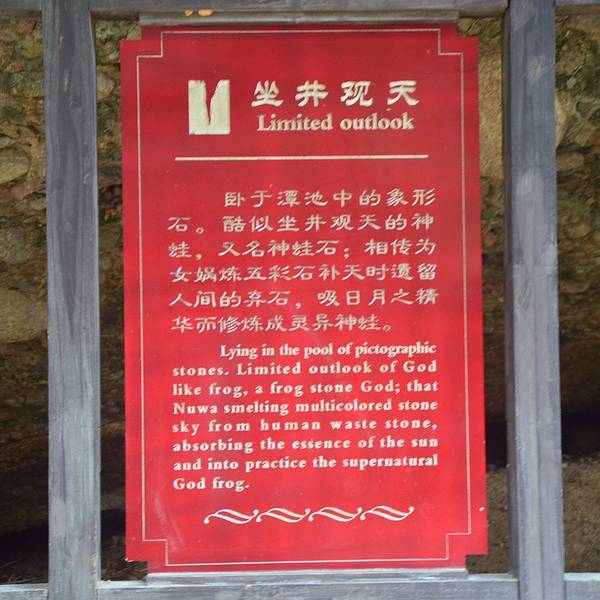 坐井观天
Limited outlook
卧于潭池中的象形
石。酷似坐井观天的神
蛙，又名神蛙石；相传为
女娲炼五彩石补天时遗留
人间的弃石，吸日月之精
华而修炼成灵异神蛙。
Lying in the pool of pictographic
stones. Limited outlook of God
like frog, a frog stone God; that
Nuwa smelting multicolored stone
sky from human waste stone,
absorbing the essence of the sun
and into practice the supernatural
God frog.